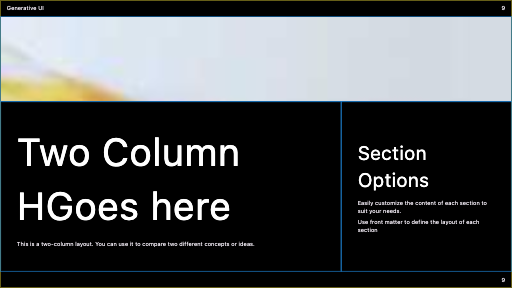 Generative UI
9
Two Column
HGoes here
This is a two-column layout. You can use it to compare two different concepts or ideas.
Section
Options
Easily customize the content of each section to
suit your needs.
Use front matter to define the layout of each
section
9